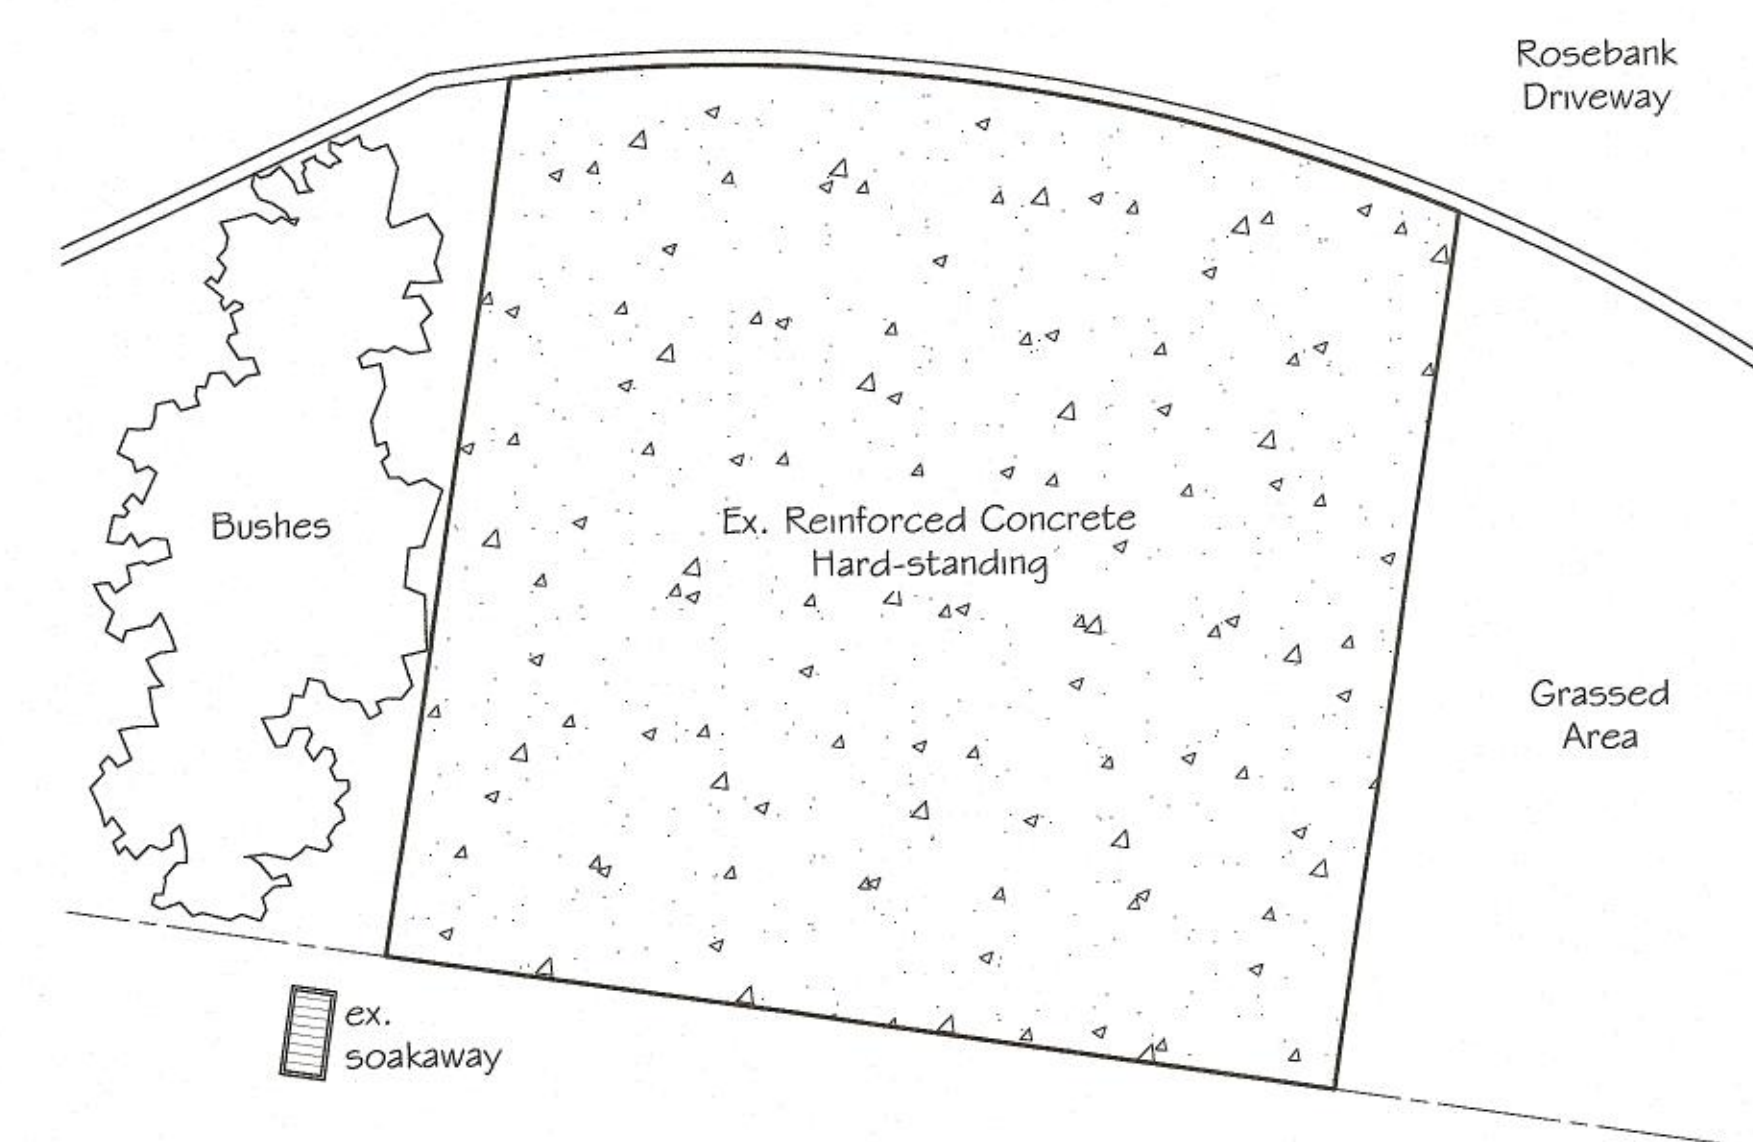 Rosebank
Driveway
Bushes
Ex. Reinforced Concrete
Hard-standing
Grassed
Area
ex.
soakaway